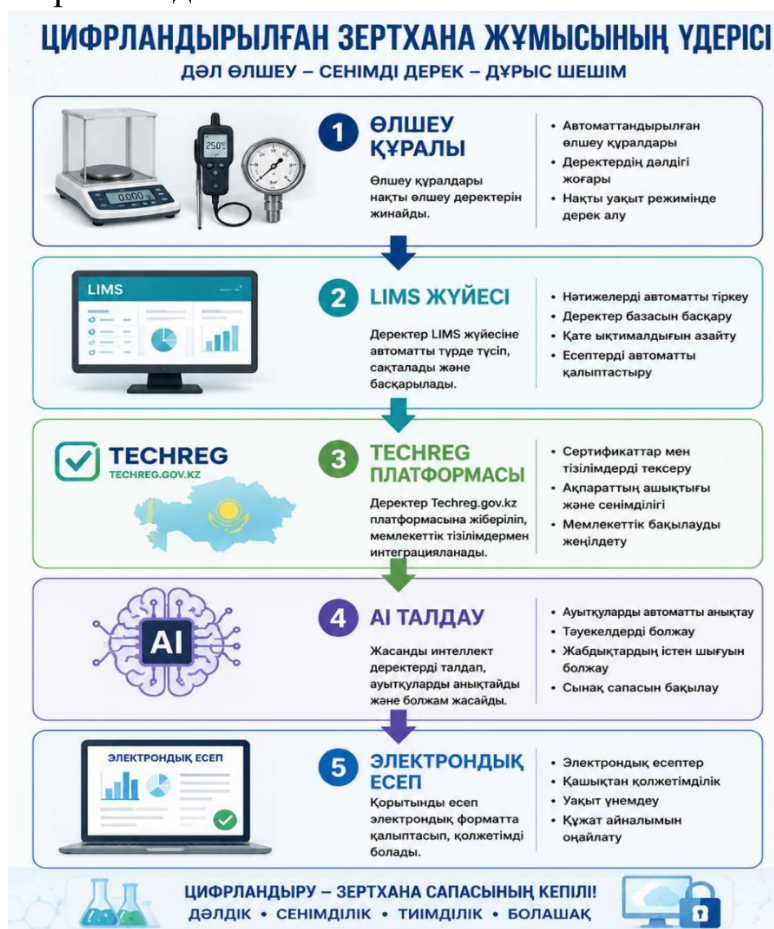 ЦИФРЛАНДЫРЫЛҒАН ЗЕРТХАНА ЖҰМЫСЫНЫҢ ҮДЕРІСІ
ДӘЛ ӨЛШЕУ – СЕНІМДІ ДЕРЕК – ДҰРЫС ШЕШІМ
0.000
25.0°C
1
ӨЛШЕУ
ҚҰРАЛЫ
Өлшеу құралдары
нақты өлшеу деректерін
жинайды.
• Автоматтандырылған
өлшеу құралдары
• Деректердің дәлдігі
жоғары
• Нақты уақыт режимінде
дерек алу
LIMS
2
LIMS ЖҮЙЕСІ
Деректер LIMS жүйесіне
автоматты түрде түсіп,
сақталады және
басқарылады.
• Нәтижелерді автоматты тіркеу
• Деректер базасын басқару
• Қате ықтималдығын азайту
• Есептерді автоматты
қалыптастыру
TECHREG
TECHREG.GOV.KZ
3
TECHREG
ПЛАТФОРМАСЫ
Деректер Techreg.gov.kz
платформасына жіберіліп,
мемлекеттік тізілімдермен
интеграцияланады.
• Сертификаттар мен
тізілімдерді тексеру
• Ақпараттың ашықтығы
және сенімділігі
• Мемлекеттік бақылауды
жеңілдету
AI
4
AI ТАЛДАУ
Жасанды интеллект
деректерді талдап,
ауытқуларды анықтайды
және болжам жасайды.
• Ауытқуларды автоматты анықтау
• Тәуекелдерді болжау
• Жабдықтардың істен шығуын
болжау
• Сынақ сапасын бақылау
ЭЛЕКТРОНДЫҚ ЕСЕП
5
ЭЛЕКТРОНДЫҚ
ЕСЕП
Қорытынды есеп
электрондық форматта
қалыптасып, қолжетімді
болады.
• Электрондық есептер
• Қашықтан қолжетімділік
• Уақыт үнемдеу
• Құжат айналымын
оңайлату
ЦИФРЛАНДЫРУ – ЗЕРТХАНА САПАСЫНЫҢ КЕПІЛІ!
ДӘЛДІК • СЕНІМДІЛІК • ТИІМДІЛІК • БОЛАШАҚ